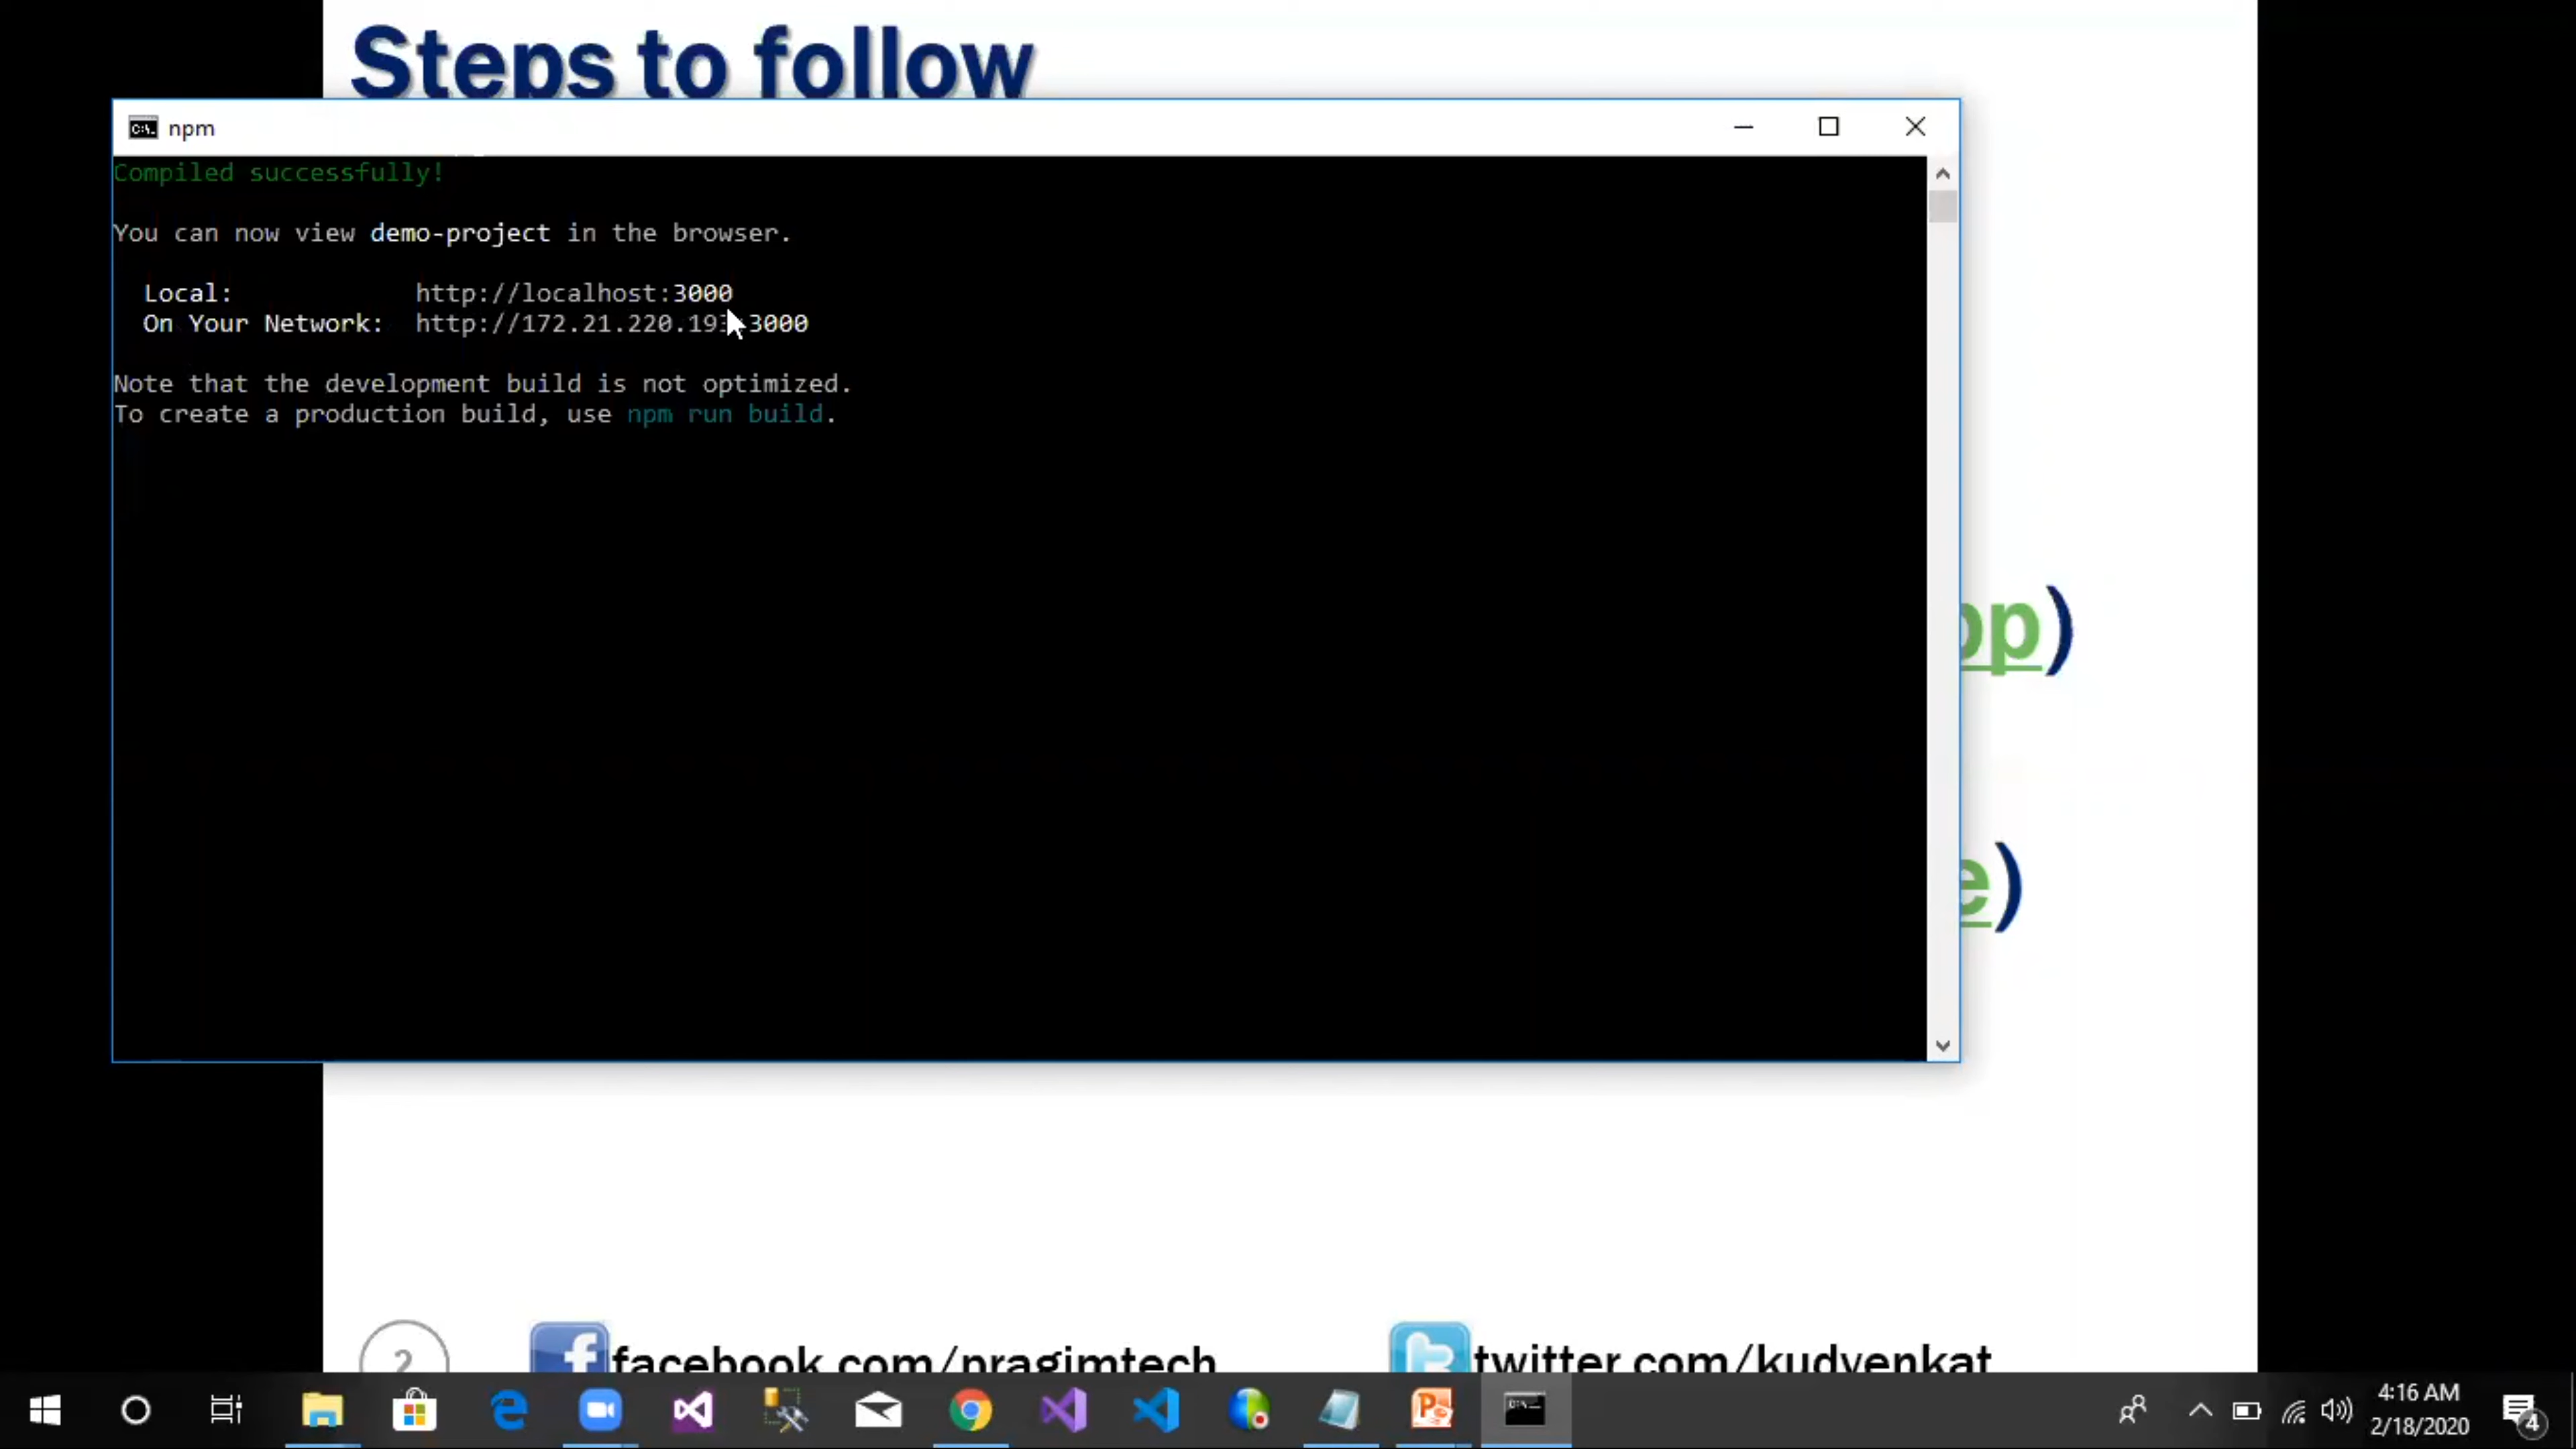 Steps to follow
npm
Compiled successfully!
You can now view demo-project in the browser.
Local: http://localhost:3000
On Your Network: http://172.21.220.19 :3000
Note that the development build is not optimized.
To create a production build, use npm run build.
pp)
e)
2
facebook.com/pragimtech
twitter.com/kudvenkat
4:16 AM
2/18/2020
4